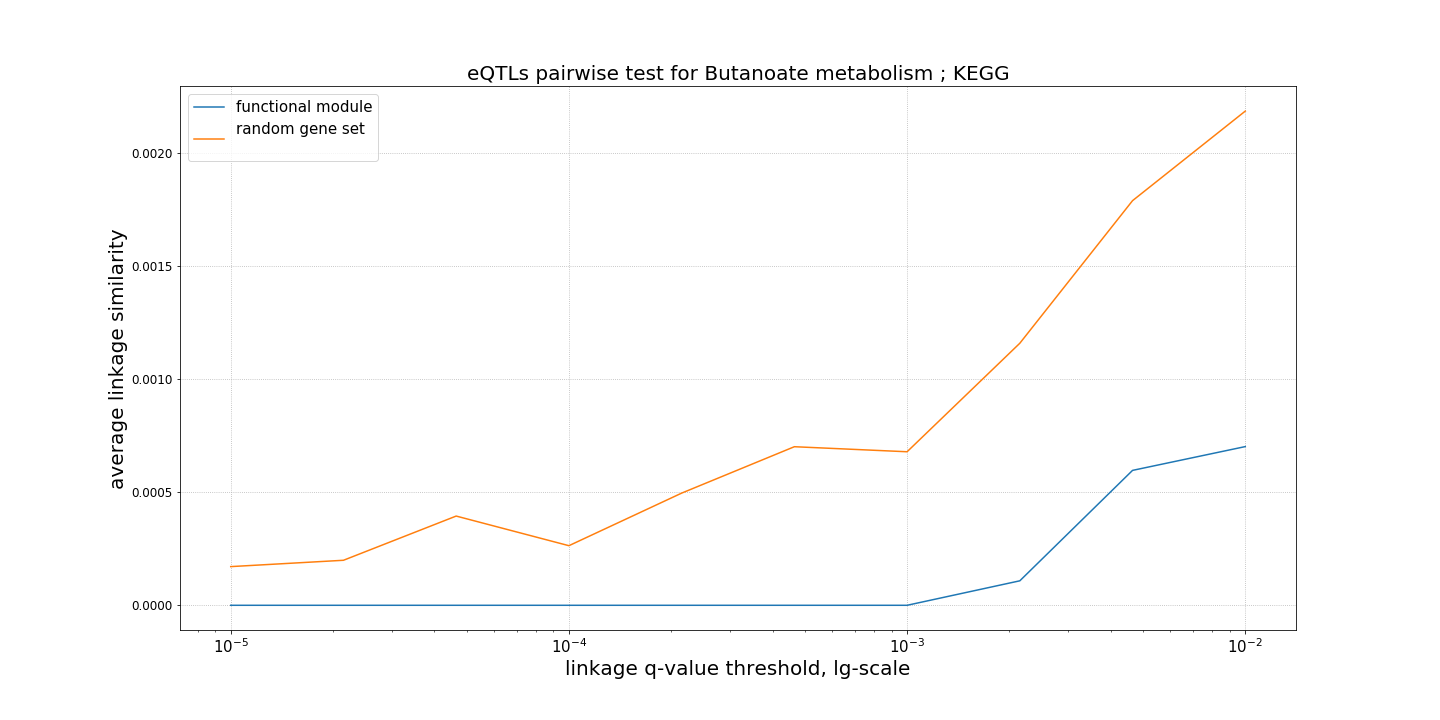 eQTLs pairwise test for Butanoate metabolism ; KEGG
functional module
random gene set
average linkage similarity
0.0020
0.0015
0.0010
0.0005
0.0000
10⁻⁵
10⁻⁴
10⁻³
10⁻²
linkage q-value threshold, lg-scale